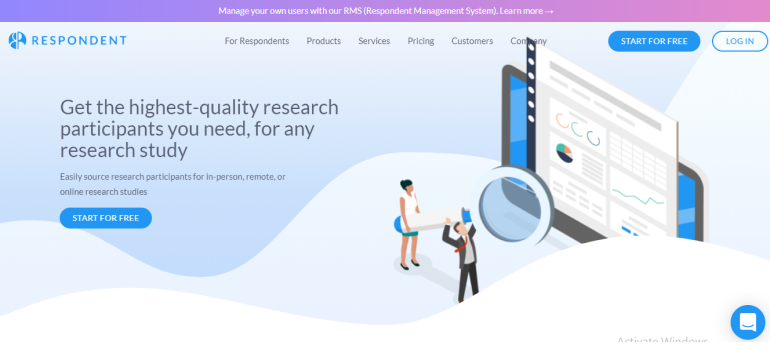 Manage your own users with our RMS (Respondent Management System). Learn more →
RESPONDENT
For Respondents
Products
Services
Pricing
Customers
Company
START FOR FREE
LOG IN
Get the highest-quality research
participants you need, for any
research study
Easily source research participants for in-person, remote, or
online research studies
START FOR FREE
Activate Windows